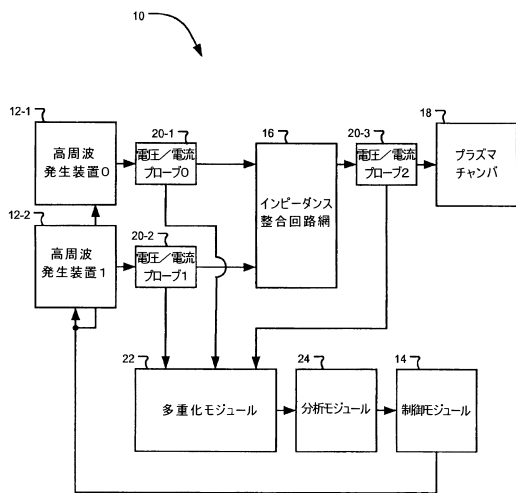 10
12-1
高周波
発生装置0
20-1
電圧／電流
プローブ0
16
インピーダンス
整合回路網
20-3
電圧／電流
プローブ2
18
プラズマ
チャンバ
12-2
高周波
発生装置1
20-2
電圧／電流
プローブ1
22
多重化モジュール
24
分析モジュール
14
制御モジュール